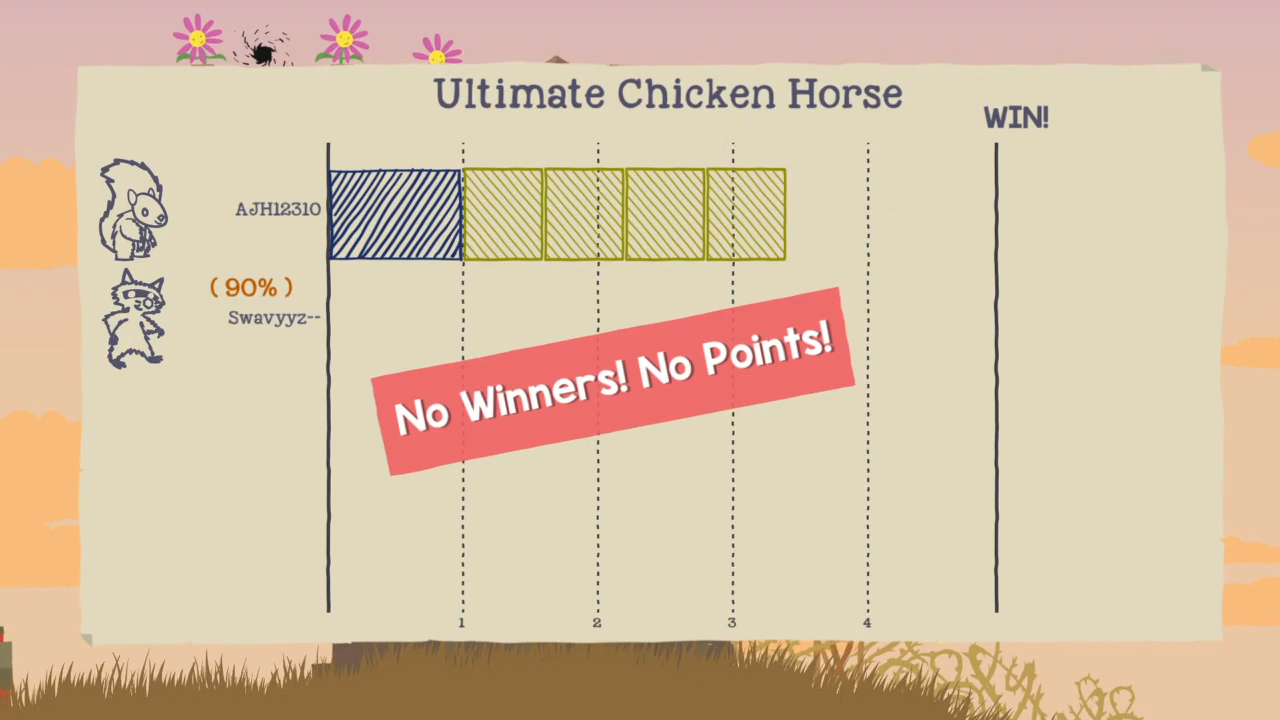 Ultimate Chicken Horse
WIN!
AJH12310
( 90% )
Swavyyz--
No Winners! No Points!
1 2 3 4